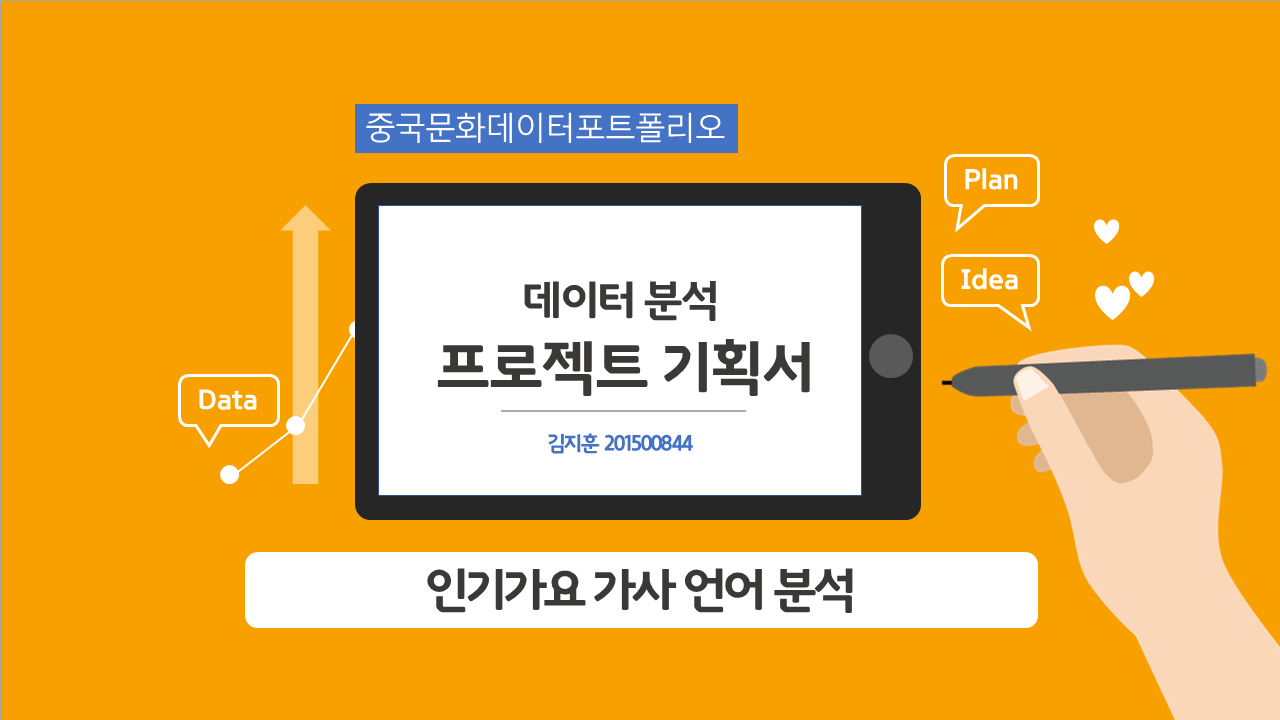 중국문화데이터포트폴리오
Plan
데이터 분석
Idea
프로젝트 기획서
Data
김지훈 201500844
인기가요 가사 언어 분석